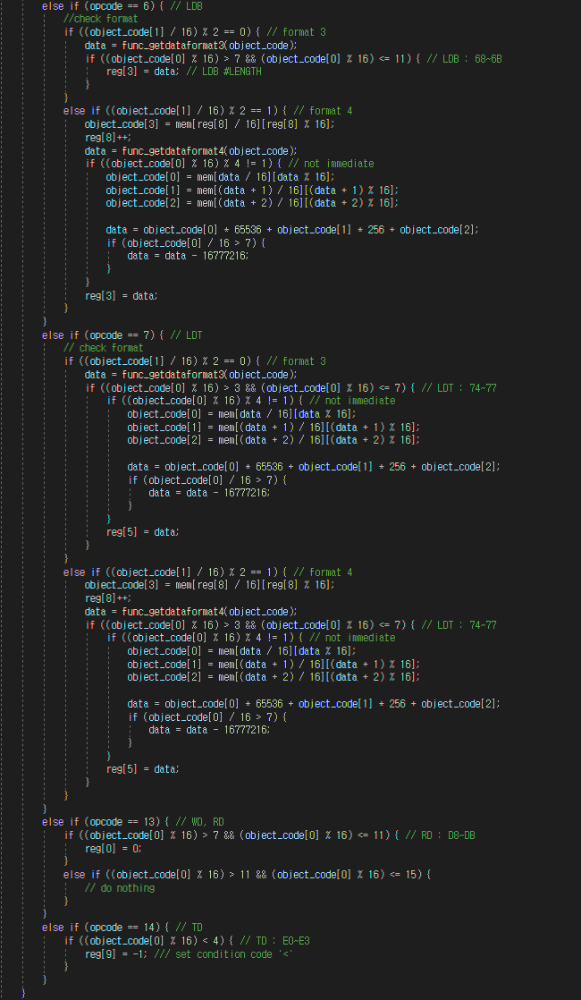 else if (opcode == 6) { // LDB
//check format
if ((object_code[1] / 16) % 2 == 0) { // format 3
data = func_getdataformat3(object_code);
if ((object_code[0] % 16) > 7 && (object_code[0] % 16) <= 11) { // LDB : 68~6B
reg[3] = data; // LDB #LENGTH
}
}
else if ((object_code[1] / 16) % 2 == 1) { // format 4
object_code[3] = mem[reg[8] / 16][reg[8] % 16];
reg[8]++;
data = func_getdataformat4(object_code);
if ((object_code[0] % 16) % 4 != 1) { // not immediate
object_code[0] = mem[data / 16][data % 16];
object_code[1] = mem[(data + 1) / 16][(data + 1) % 16];
object_code[2] = mem[(data + 2) / 16][(data + 2) % 16];
data = object_code[0] * 65536 + object_code[1] * 256 + object_code[2];
if (object_code[0] / 16 > 7) {
data = data - 16777216;
}
}
reg[3] = data;
}
}
else if (opcode == 7) { // LDT
// check format
if ((object_code[1] / 16) % 2 == 0) { // format 3
data = func_getdataformat3(object_code);
if ((object_code[0] % 16) > 3 && (object_code[0] % 16) <= 7) { // LDT : 74~77
if ((object_code[0] % 16) % 4 != 1) { // not immediate
object_code[0] = mem[data / 16][data % 16];
object_code[1] = mem[(data + 1) / 16][(data + 1) % 16];
object_code[2] = mem[(data + 2) / 16][(data + 2) % 16];
data = object_code[0] * 65536 + object_code[1] * 256 + object_code[2];
if (object_code[0] / 16 > 7) {
data = data - 16777216;
}
}
reg[5] = data;
}
}
else if ((object_code[1] / 16) % 2 == 1) { // format 4
object_code[3] = mem[reg[8] / 16][reg[8] % 16];
reg[8]++;
data = func_getdataformat4(object_code);
if ((object_code[0] % 16) > 3 && (object_code[0] % 16) <= 7) { // LDT : 74~77
if ((object_code[0] % 16) % 4 != 1) { // not immediate
object_code[0] = mem[data / 16][data % 16];
object_code[1] = mem[(data + 1) / 16][(data + 1) % 16];
object_code[2] = mem[(data + 2) / 16][(data + 2) % 16];
data = object_code[0] * 65536 + object_code[1] * 256 + object_code[2];
if (object_code[0] / 16 > 7) {
data = data - 16777216;
}
}
reg[5] = data;
}
}
}
else if (opcode == 13) { // WD, RD
if ((object_code[0] % 16) > 7 && (object_code[0] % 16) <= 11) { // RD : D8~DB
reg[0] = 0;
}
else if ((object_code[0] % 16) > 11 && (object_code[0] % 16) <= 15) {
// do nothing
}
}
else if (opcode == 14) { // TD
if ((object_code[0] % 16) < 4) { // TD : E0~E3
reg[9] = -1; /// set condition code '<'
}
}
}